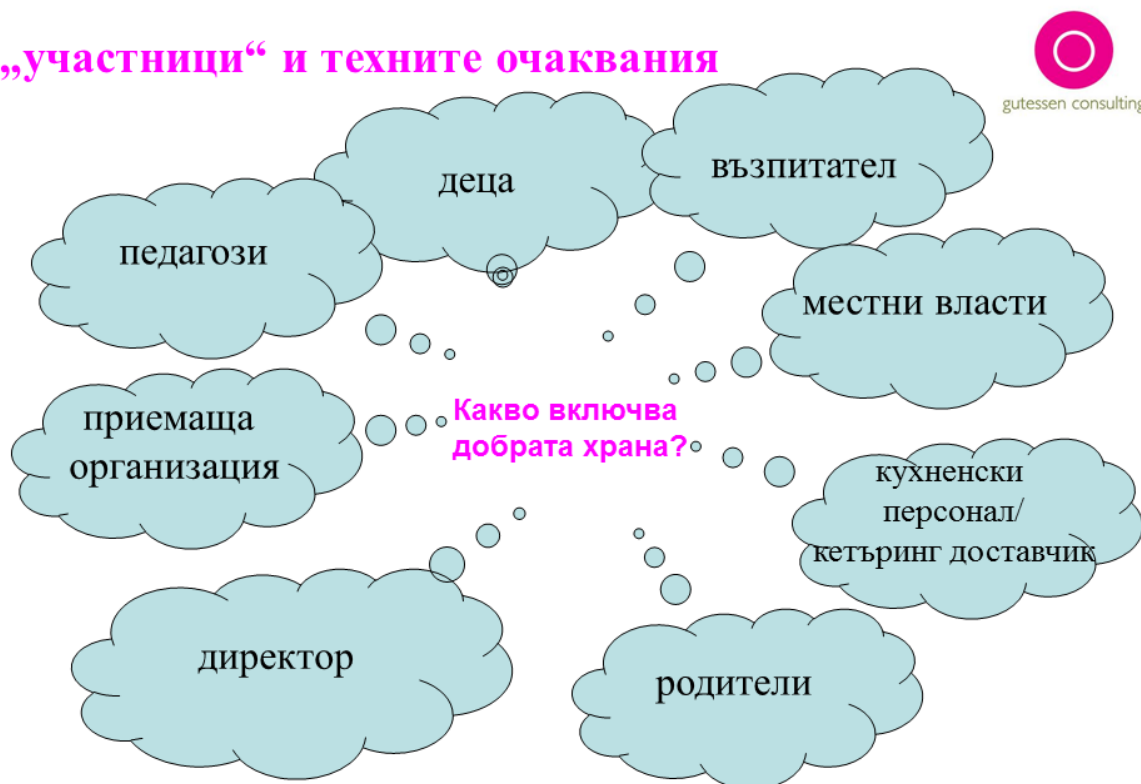 „участници“ и техните очаквания
gutessen consulting
деца
възпитател
педагози
местни власти
приемаща
организация
Какво включва
добрата храна?
кухненски
персонал/
кетъринг доставчик
директор
родители